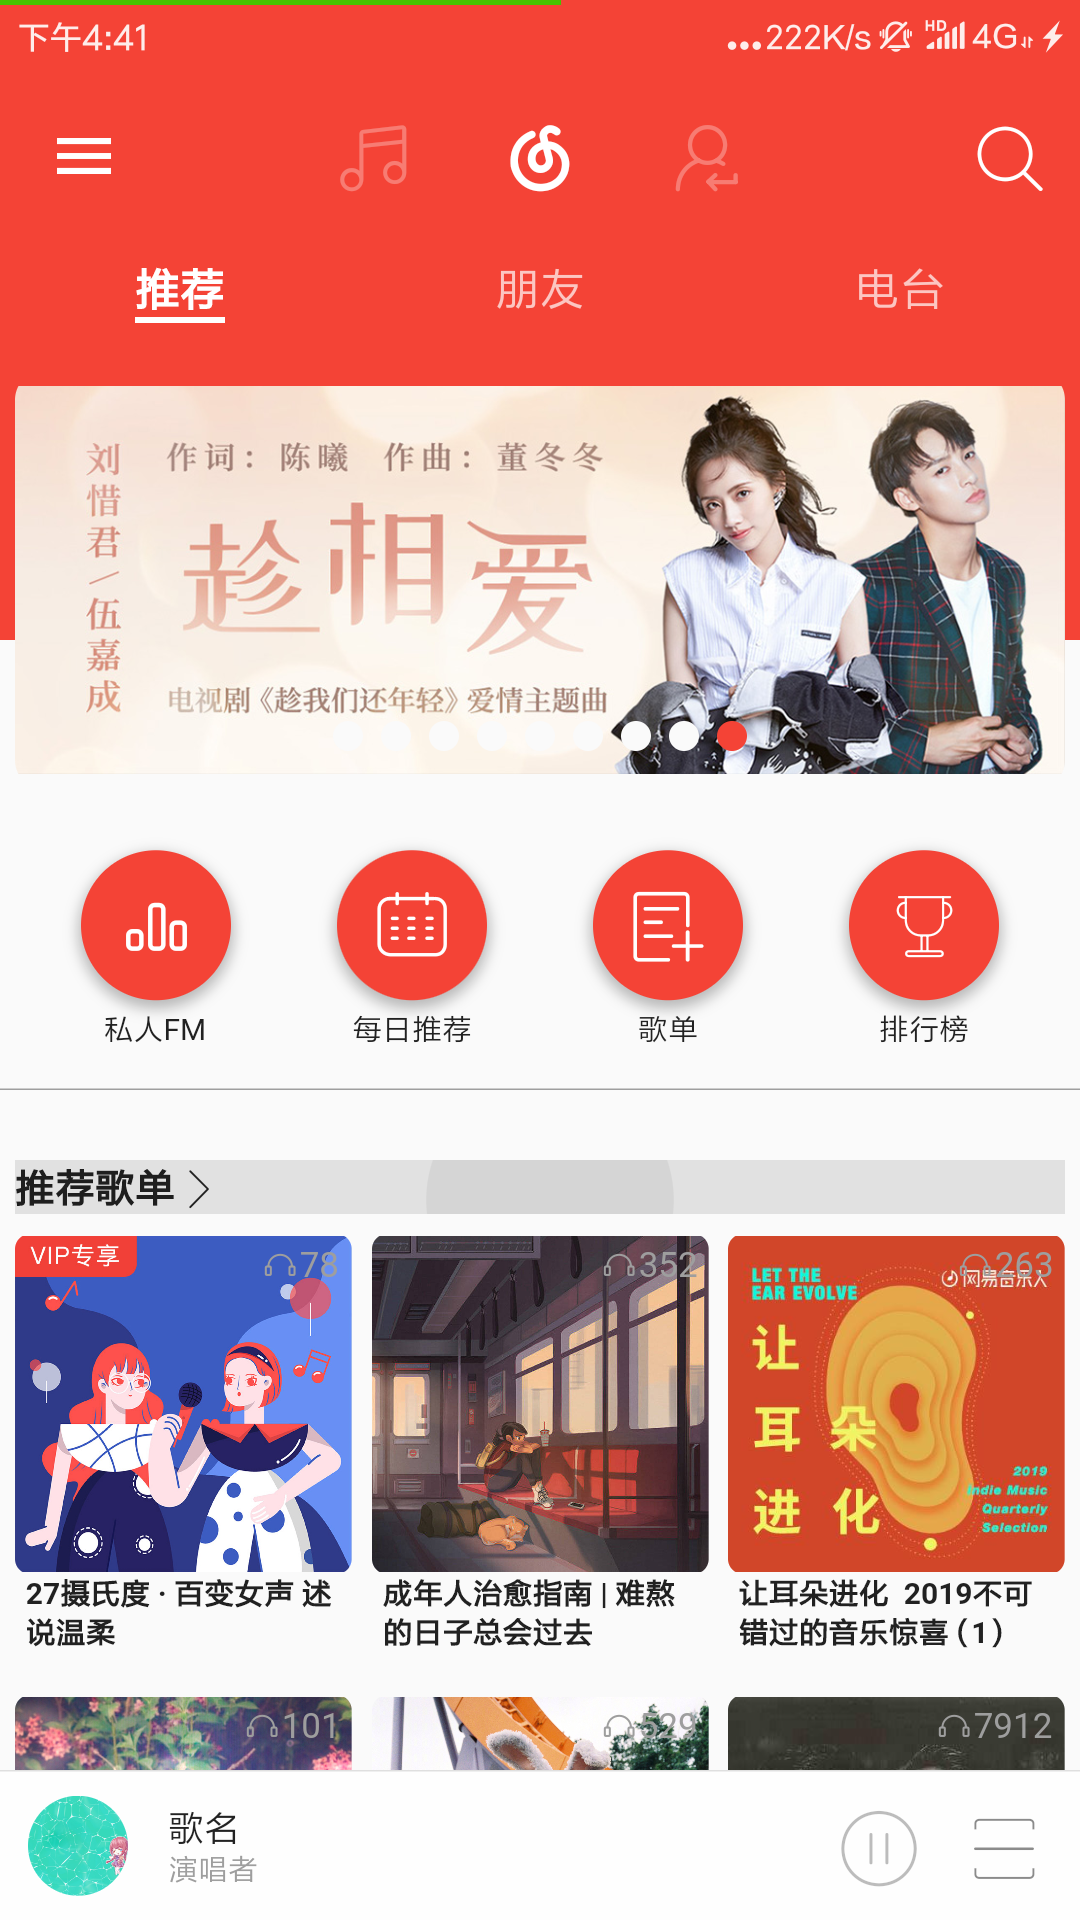 下午4:41
...222K/s HD 4G
推荐 朋友 电台
刘惜君/伍嘉成
作词：陈曦 作曲：董冬冬
趁相爱
电视剧《趁我们还年轻》爱情主题曲
私人FM 每日推荐 歌单 排行榜
推荐歌单
VIP专享
78
352
263
网易音乐人
LET THE
EAR EVOLVE
让
耳朵
进化
2019
Indie Music
Quarterly
Selection
27摄氏度 · 百变女声 述
说温柔
成年人治愈指南 | 难熬
的日子总会过去
让耳朵进化 2019不可
错过的音乐惊喜（1）
101
529
7912
歌名
演唱者